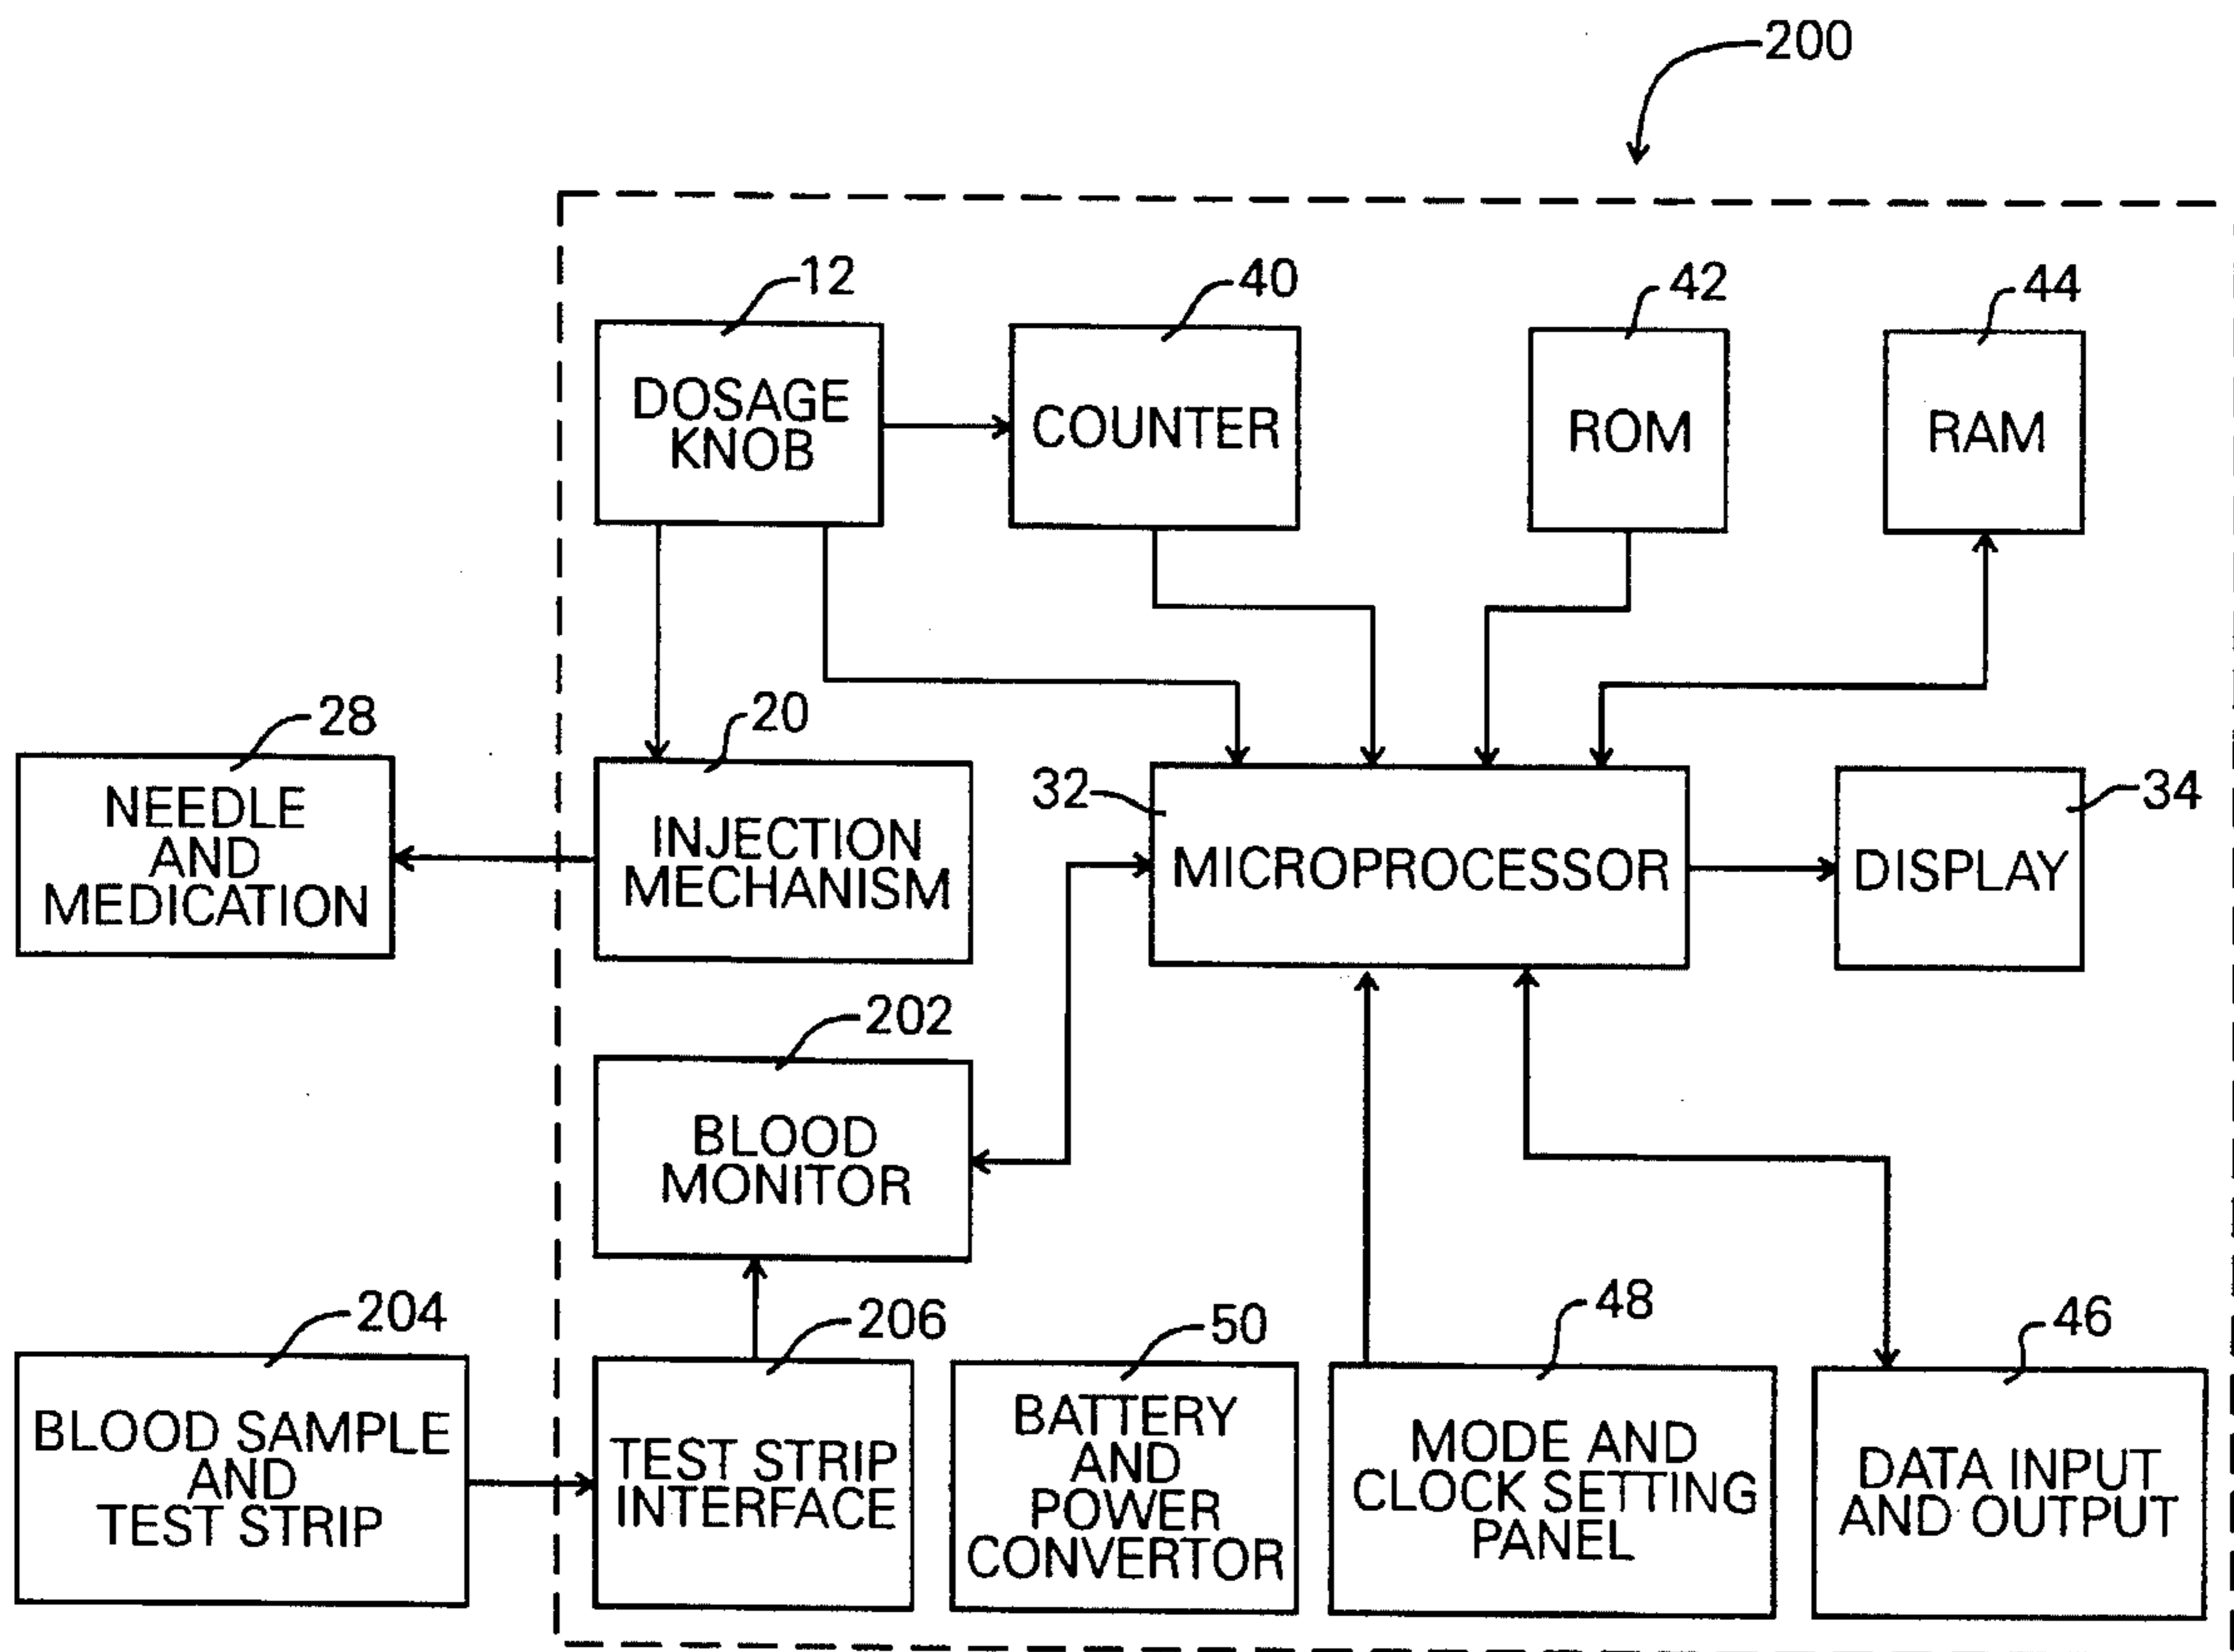 200
12
40
42
44
DOSAGE
KNOB
COUNTER
ROM
RAM
28
20
32
34
NEEDLE
AND
MEDICATION
INJECTION
MECHANISM
MICROPROCESSOR
DISPLAY
202
BLOOD
MONITOR
204
206
50
48
46
BLOOD SAMPLE
AND
TEST STRIP
TEST STRIP
INTERFACE
BATTERY
AND
POWER
CONVERTOR
MODE AND
CLOCK SETTING
PANEL
DATA INPUT
AND OUTPUT